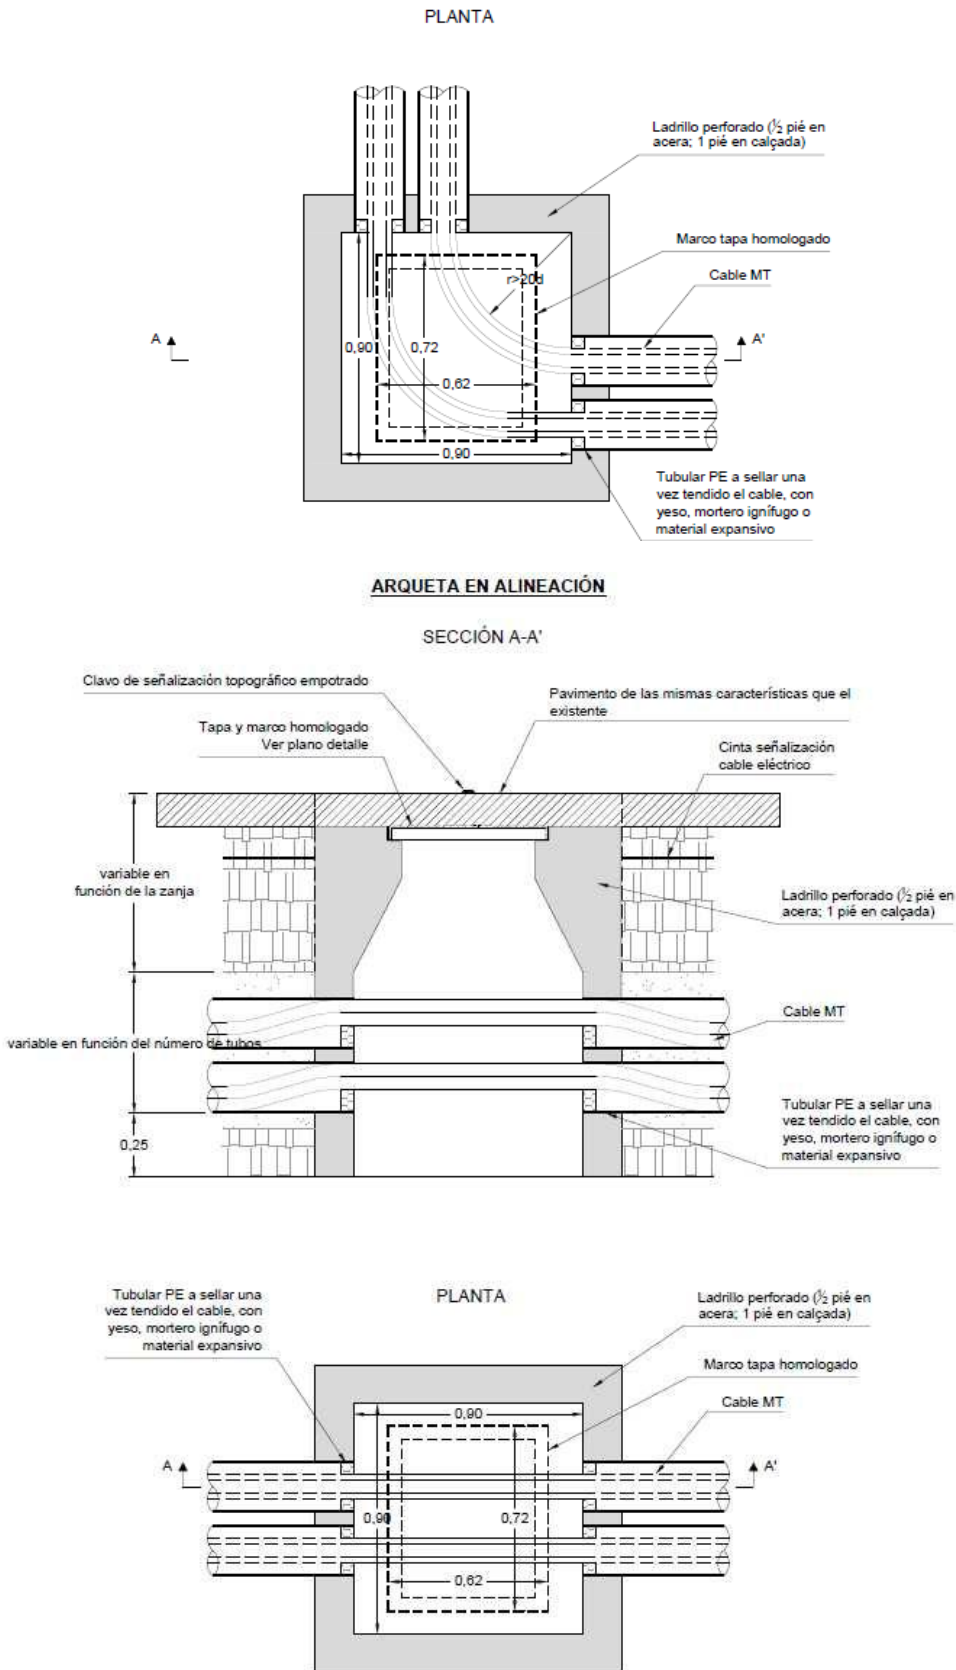 PLANTA
Ladrillo perforado (½ pié en
acera; 1 pié en calçada)
Marco tapa homologado
Cable MT
r>20d
A
A'
0,90
0,72
0,62
0,90
Tubular PE a sellar una
vez tendido el cable, con
yeso, mortero ignífugo o
material expansivo
ARQUETA EN ALINEACIÓN
SECCIÓN A-A'
Clavo de señalización topográfico empotrado
Pavimento de las mismas características que el
existente
Tapa y marco homologado
Ver plano detalle
Cinta señalización
cable eléctrico
variable en
función de la zanja
Ladrillo perforado (½ pié en
acera; 1 pié en calçada)
Cable MT
variable en función del número de tubos
Tubular PE a sellar una
vez tendido el cable, con
yeso, mortero ignífugo o
material expansivo
0,25
Tubular PE a sellar una
vez tendido el cable, con
yeso, mortero ignífugo o
material expansivo
PLANTA
Ladrillo perforado (½ pié en
acera; 1 pié en calçada)
Marco tapa homologado
Cable MT
0,90
A
A'
0,90
0,72
0,62